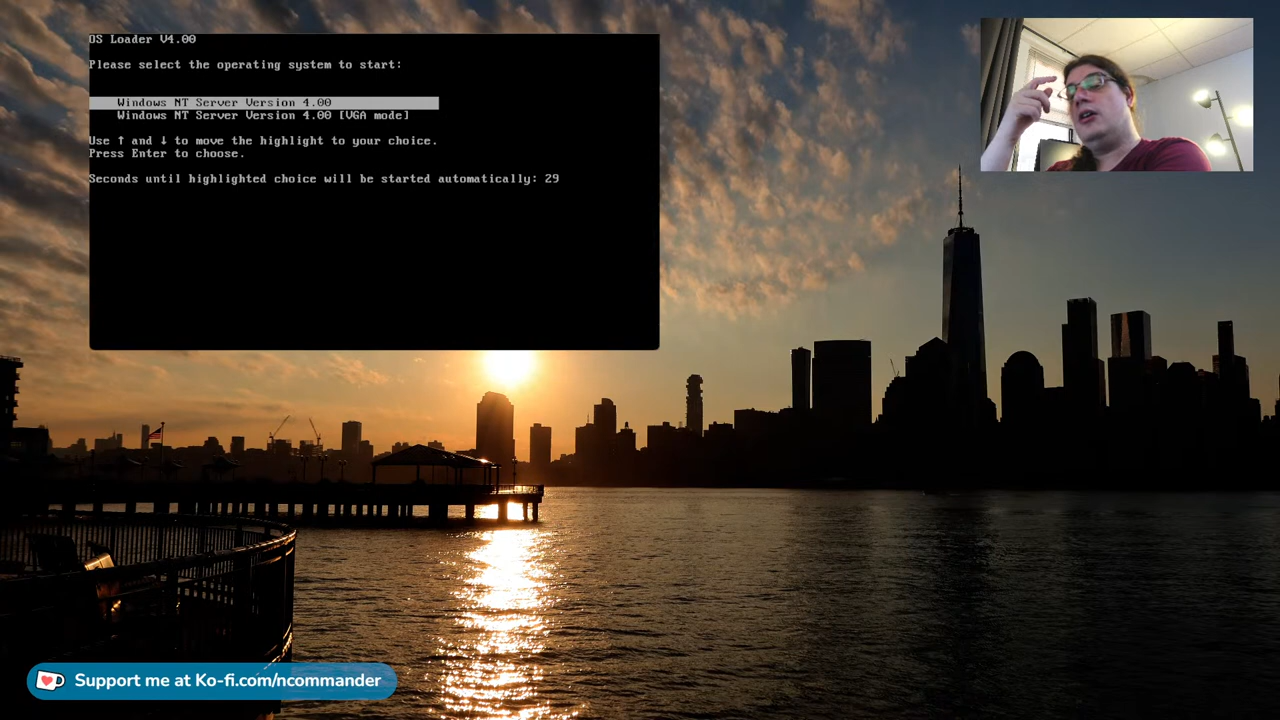 OS Loader V4.00
Please select the operating system to start:
Windows NT Server Version 4.00
Windows NT Server Version 4.00 [VGA mode]
Use ↑ and ↓ to move the highlight to your choice.
Press Enter to choose.
Seconds until highlighted choice will be started automatically: 29
Support me at Ko-fi.com/ncommander